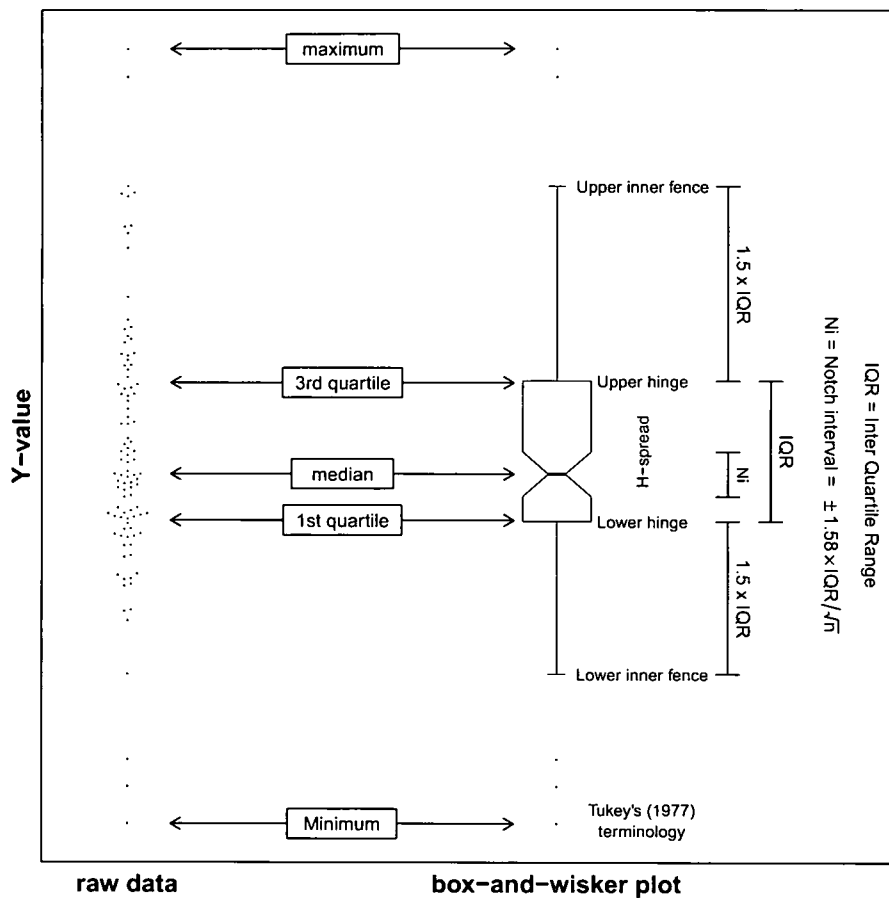 maximum
Upper inner fence
1.5 x IQR
3rd quartile
Upper hinge
Y-value
H-spread
IQR
Ni
median
1st quartile
Lower hinge
1.5 x IQR
Lower inner fence
Ni = Notch interval = ± 1.58 × IQR/√n
IQR = Inter Quartile Range
Minimum
Tukey's (1977)
terminology
raw data
box-and-wisker plot